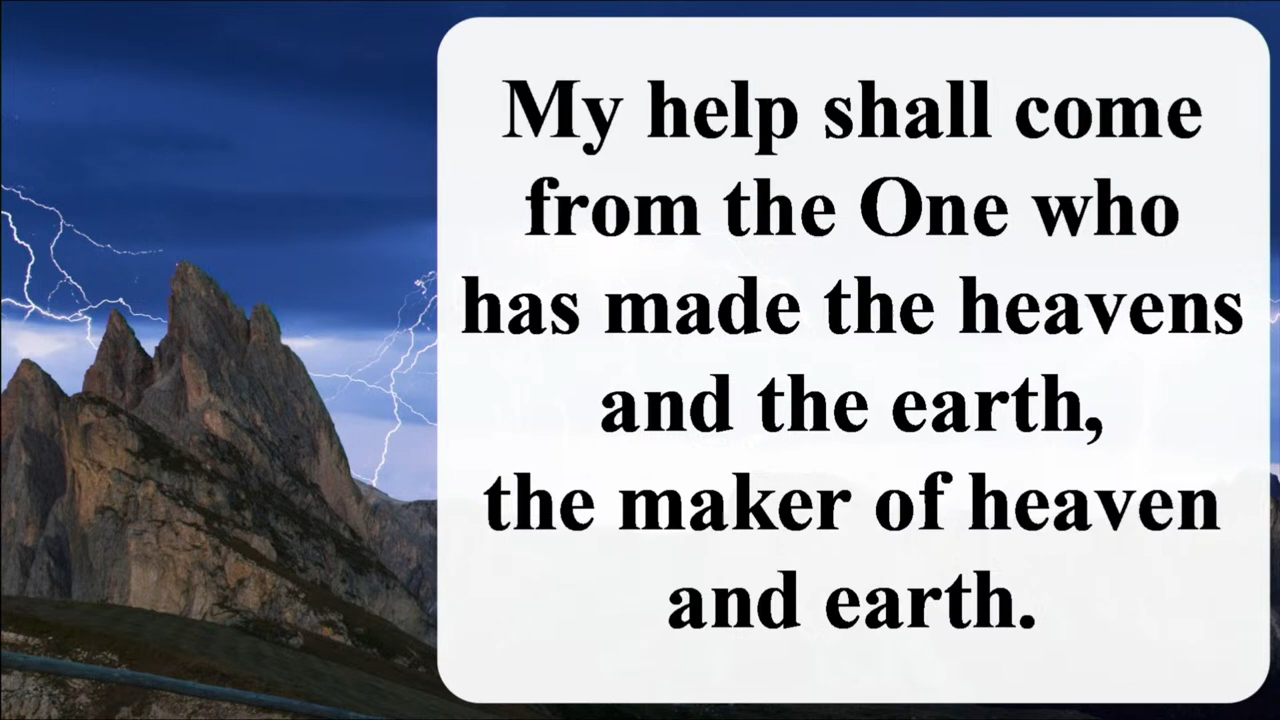 My help shall come
from the One who
has made the heavens
and the earth,
the maker of heaven
and earth.